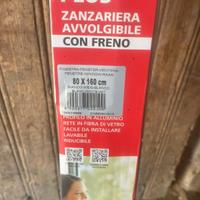 PLUS
ZANZARIERA
AVVOLGIBILE
CON FRENO
80 X 160 cm
PROFILO IN ALLUMINIO
RETE IN FIBRA DI VETRO
FACILE DA INSTALLARE
LAVABILE
RIDUCIBILE